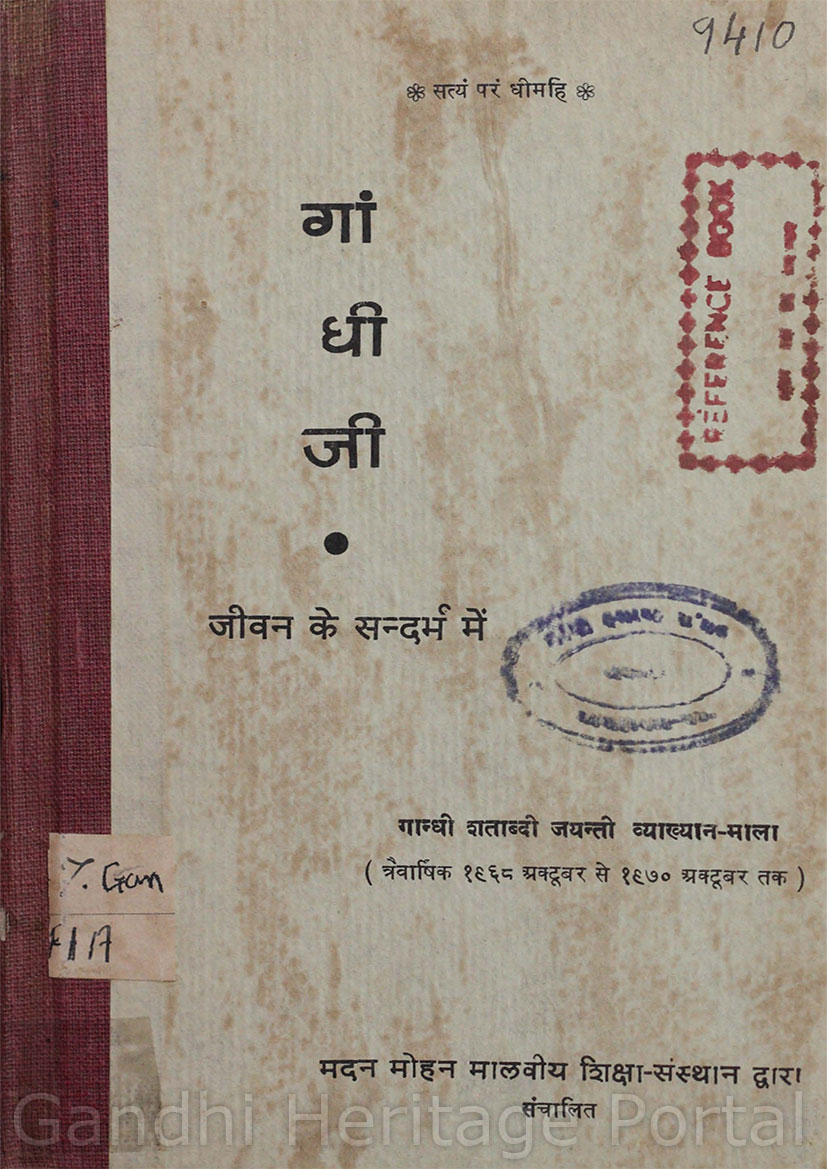 9410
सत्यं परं धीमहि
REFERENCE BOOK
गां
धी
जी
•
जीवन के सन्दर्भ में
गान्धी शताब्दी जयन्ती व्याख्यान-माला
( त्रैवार्षिक १९६८ अक्टूबर से १९७० अक्टूबर तक )
Gan
मदन मोहन मालवीय शिक्षा-संस्थान द्वारा
संचालित
Gandhi Heritage Portal